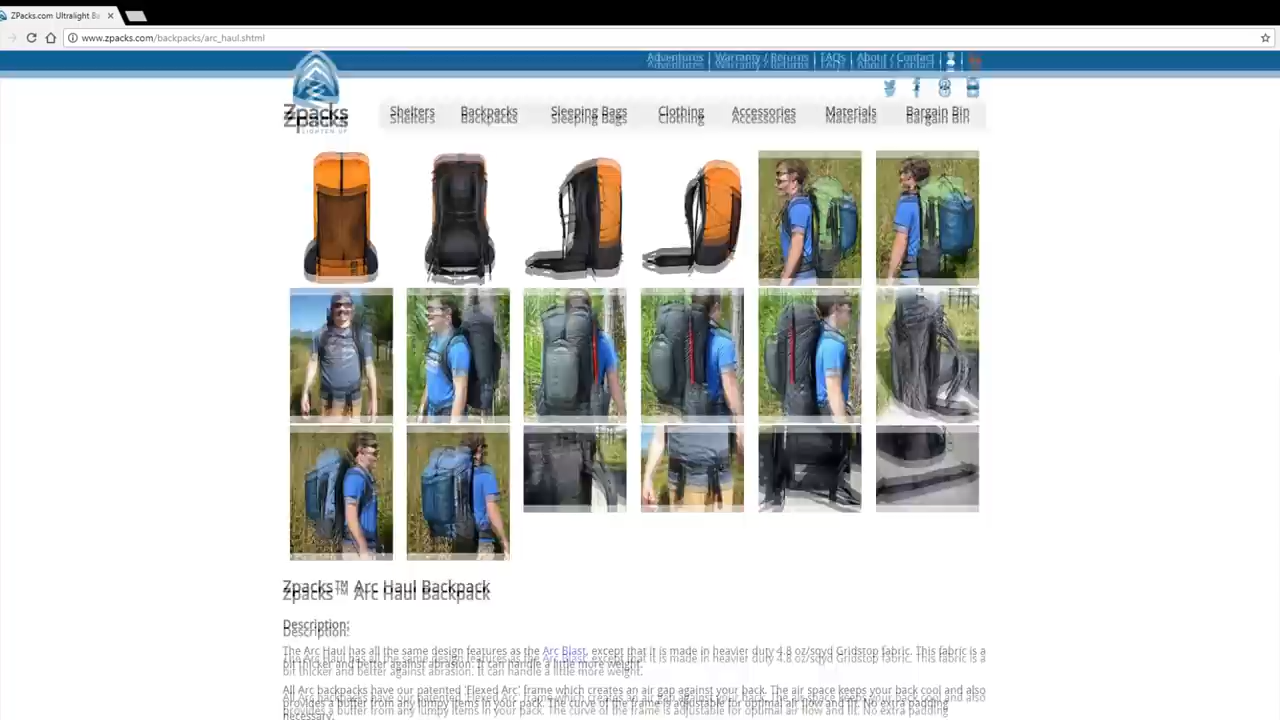 ZPacks.com Ultralight Ba
www.zpacks.com/backpacks/arc_haul.shtml
Adventures | Warranty / Returns | FAQs | About / Contact
Zpacks
LIGHTEN UP
Shelters Backpacks Sleeping Bags Clothing Accessories Materials Bargain Bin
Zpacks™ Arc Haul Backpack
Description:
The Arc Haul has all the same design features as the Arc Blast, except that it is made in heavier duty 4.8 oz/sqyd Gridstop fabric. This fabric is a
bit thicker and better against abrasion. It can handle a little more weight.
All Arc backpacks have our patented 'Flexed Arc' frame which creates an air gap against your back. The air space keeps your back cool and also
provides a buffer from any lumpy items in your pack. The curve of the frame is adjustable for optimal air flow and fit. No extra padding
necessary.